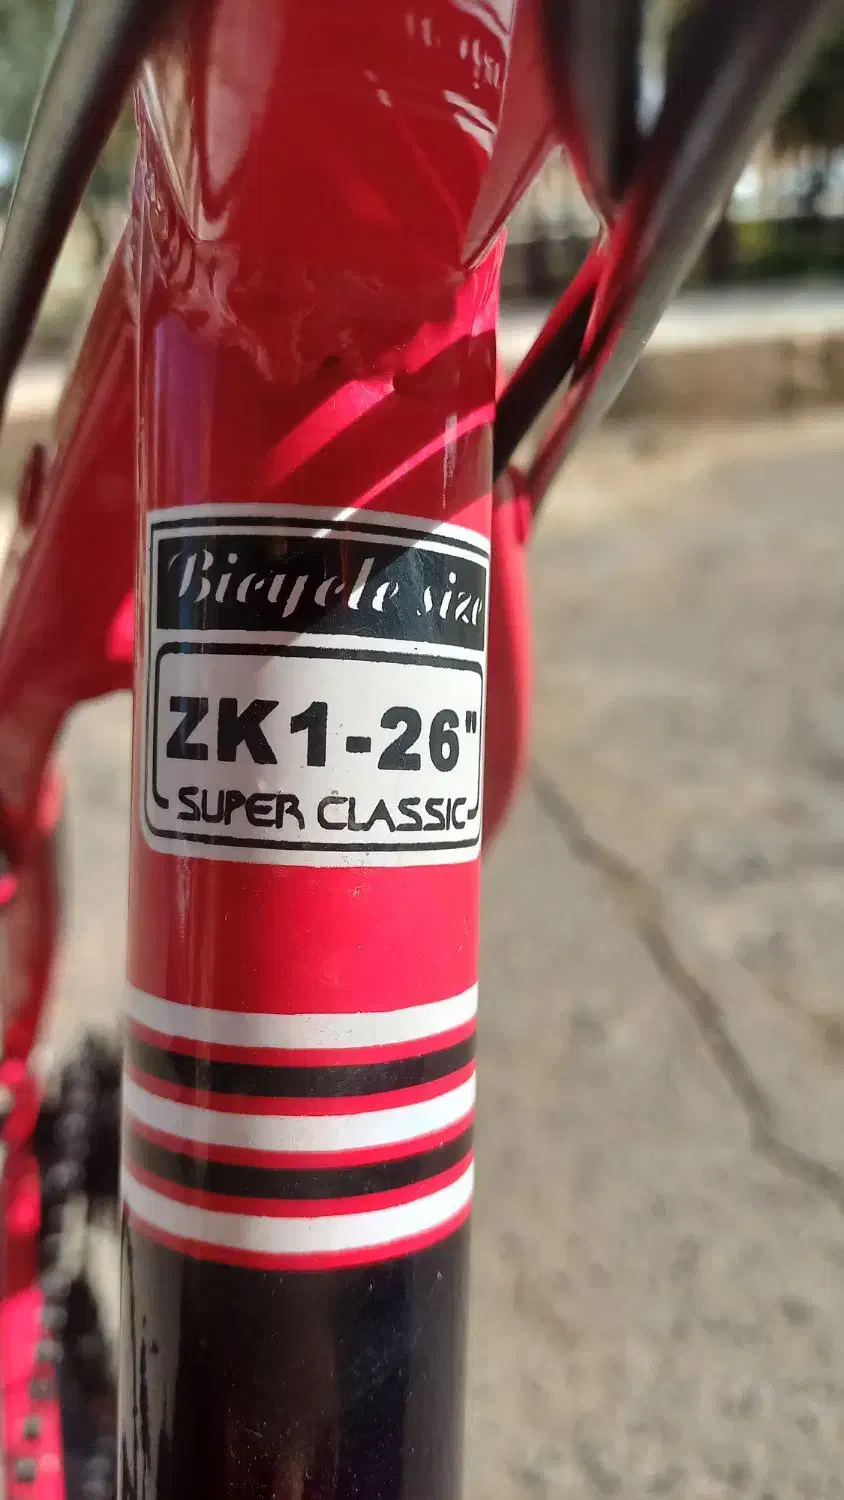 Bicycle size
ZK1-26"
SUPER CLASSIC